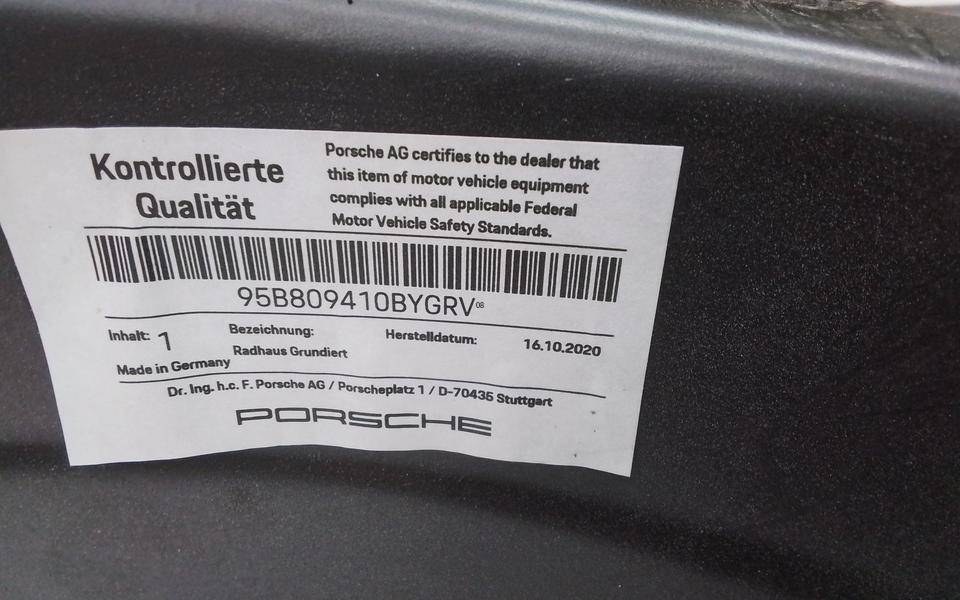 Kontrollierte
Qualität
Porsche AG certifies to the dealer that
this item of motor vehicle equipment
complies with all applicable Federal
Motor Vehicle Safety Standards.
95B809410BYGRV08
Inhalt: 1
Bezeichnung:
Radhaus Grundiert
Herstelldatum:
16.10.2020
Made in Germany
Dr. Ing. h.c. F. Porsche AG / Porscheplatz 1 / D-70435 Stuttgart
PORSCHE